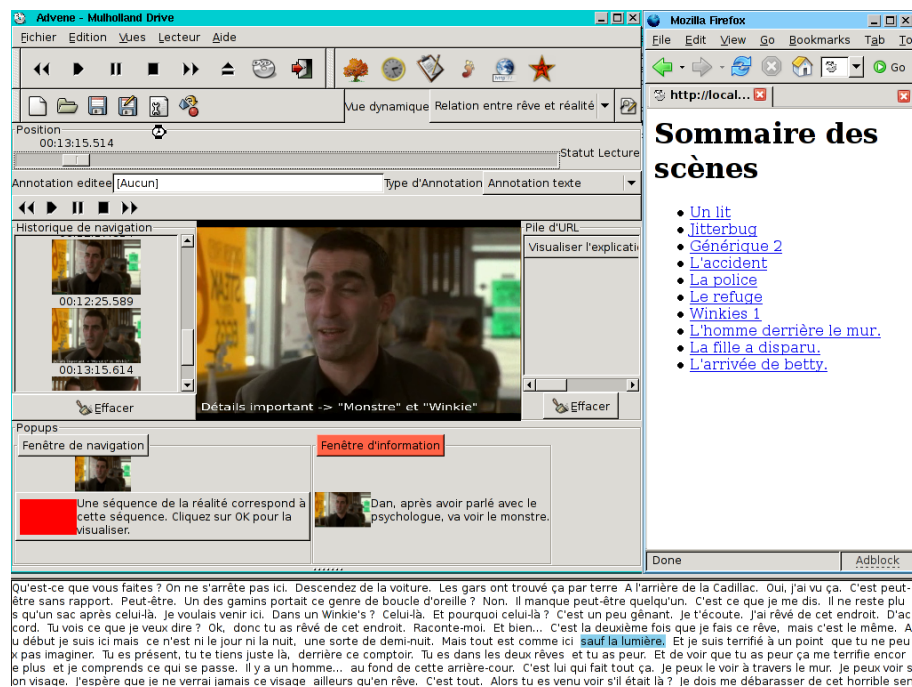 Advene - Mulholland Drive
Fichier Edition Vues Lecteur Aide
Vue dynamique Relation entre rêve et réalité
Position
00:13:15.514
Statut Lecture
Annotation editee [Aucun] Type d'Annotation Annotation texte
Historique de navigation
00:12:25.589
00:13:15.614
Effacer
Détails important -> "Monstre" et "Winkie"
Pile d'URL
Visualiser l'explicati
Effacer
Popups
Fenêtre de navigation
Une séquence de la réalité correspond à
cette séquence. Cliquez sur OK pour la
visualiser.
Fenêtre d'information
Dan, après avoir parlé avec le
psychologue, va voir le monstre.
Mozilla Firefox
File Edit View Go Bookmarks Tab To
Go
http://local...
Sommaire des
scènes
Un lit
Jitterbug
Générique 2
L'accident
La police
Le refuge
Winkies 1
L'homme derrière le mur.
La fille a disparu.
L'arrivée de betty.
Done Adblock
Qu'est-ce que vous faites ? On ne s'arrête pas ici. Descendez de la voiture. Les gars ont trouvé ça par terre A l'arrière de la Cadillac. Oui, j'ai vu ça. C'est peut-
être sans rapport. Peut-être. Un des gamins portait ce genre de boucle d'oreille ? Non. Il manque peut-être quelqu'un. C'est ce que je me dis. Il ne reste plu
s qu'un sac après celui-là. Je voulais venir ici. Dans un Winkie's ? Celui-là. Et pourquoi celui-là ? C'est un peu gênant. Je t'écoute. J'ai rêvé de cet endroit. D'ac
cord. Tu vois ce que je veux dire ? Ok, donc tu as rêvé de cet endroit. Raconte-moi. Et bien... C'est la deuxième fois que je fais ce rêve, mais c'est le même. A
u début je suis ici mais ce n'est ni le jour ni la nuit, une sorte de demi-nuit. Mais tout est comme ici sauf la lumière. Et je suis terrifié à un point que tu ne peu
x pas imaginer. Tu es présent, tu te tiens juste là, derrière ce comptoir. Tu es dans les deux rêves et tu as peur. Et de voir que tu as peur ça me terrifie encor
e plus et je comprends ce qui se passe. Il y a un homme... au fond de cette arrière-cour. C'est lui qui fait tout ça. Je peux le voir à travers le mur. Je peux voir s
on visage. J'espère que je ne verrai jamais ce visage ailleurs qu'en rêve. C'est tout. Alors tu es venu voir s'il était là ? Je dois me débarasser de cet horrible sen